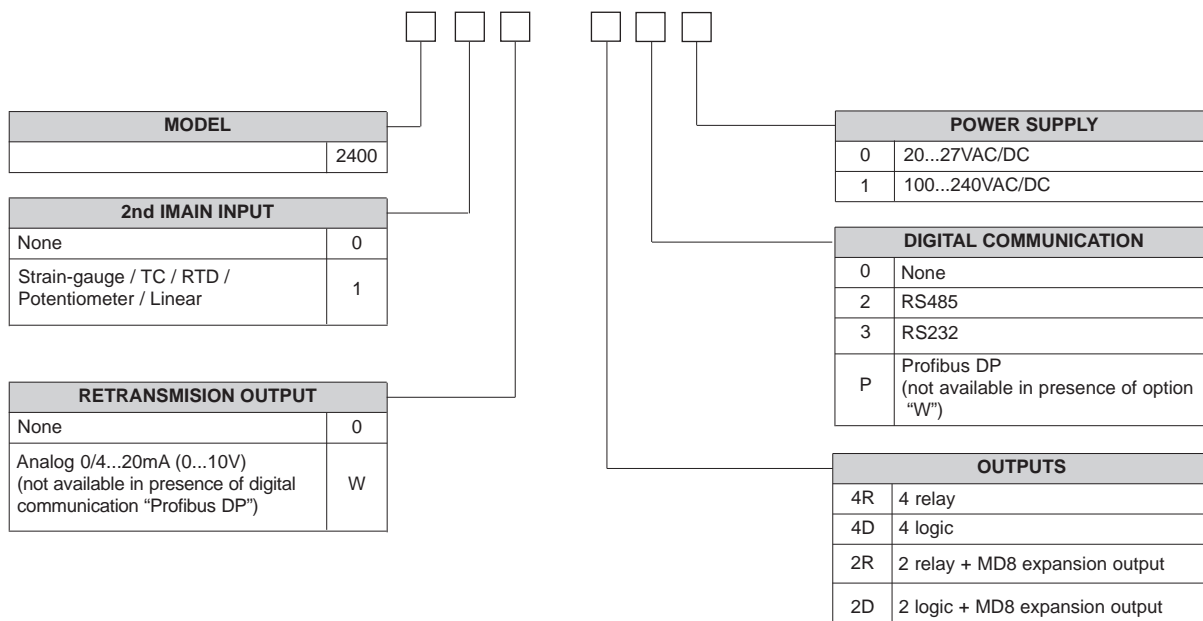 MODEL
2400
2nd IMAIN INPUT
None 0
Strain-gauge / TC / RTD /
Potentiometer / Linear 1
RETRANSMISION OUTPUT
None 0
Analog 0/4...20mA (0...10V)
(not available in presence of digital
communication “Profibus DP”) W
POWER SUPPLY
0 20...27VAC/DC
1 100...240VAC/DC
DIGITAL COMMUNICATION
0 None
2 RS485
3 RS232
P Profibus DP
(not available in presence of option
“W”)
OUTPUTS
4R 4 relay
4D 4 logic
2R 2 relay + MD8 expansion output
2D 2 logic + MD8 expansion output